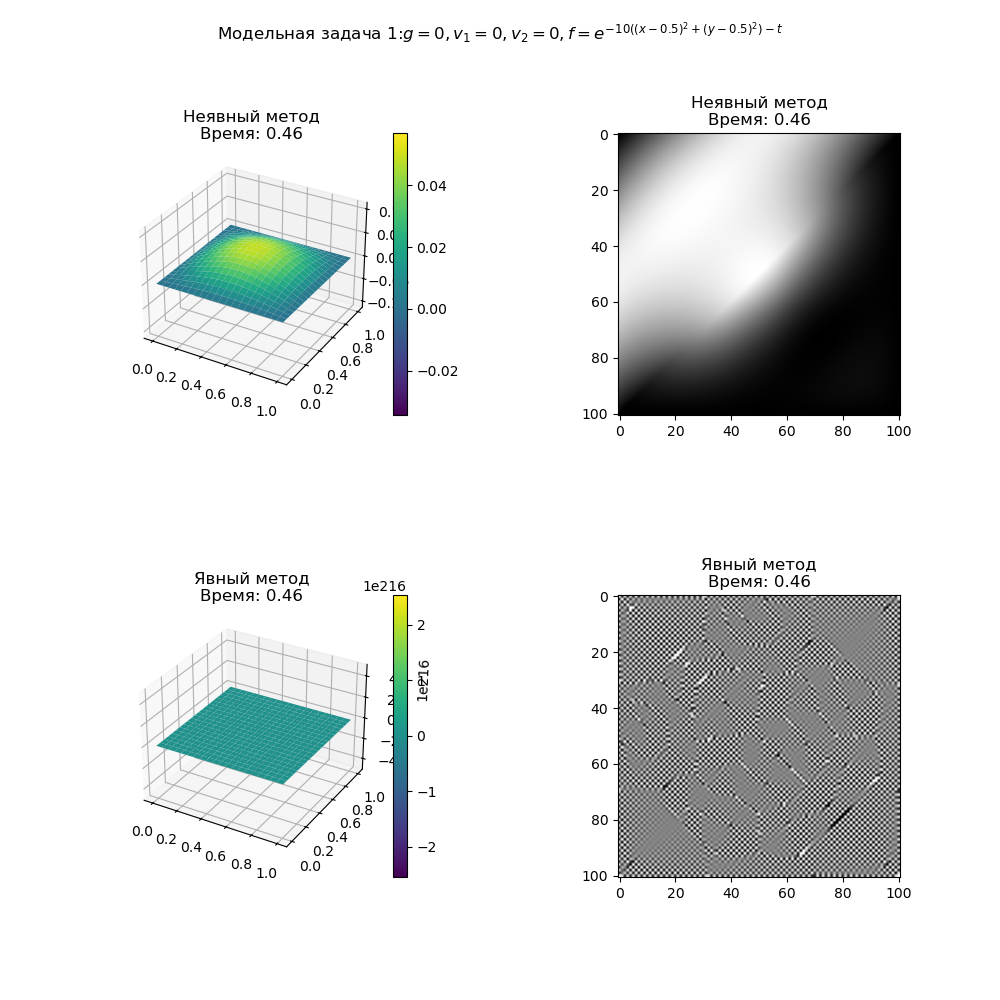 Модельная задача 1:g = 0, v₁ = 0, v₂ = 0, f = e^{−10((x−0.5)²+(y−0.5)²)−t}
Неявный метод
Время: 0.46
0.04
0.02
0.00
−0.02
0.0 0.2 0.4 0.6 0.8 1.0
0.0 0.2 0.4 0.6 0.8 1.0
Неявный метод
Время: 0.46
0
20
40
60
80
100
0 20 40 60 80 100
Явный метод
Время: 0.46
1e216
2
1
0
−1
−2
1e216
0.0 0.2 0.4 0.6 0.8 1.0
0.0 0.2 0.4 0.6 0.8 1.0
Явный метод
Время: 0.46
0
20
40
60
80
100
0 20 40 60 80 100